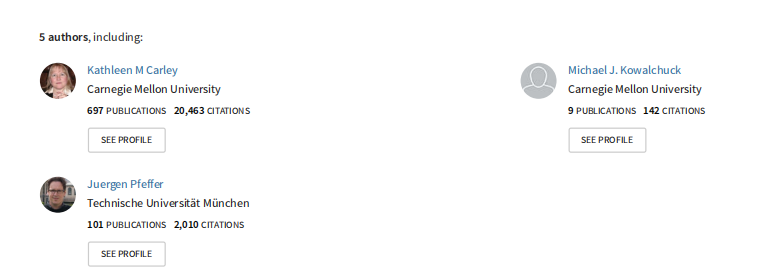 5 authors, including:
Kathleen M Carley
Carnegie Mellon University
697 PUBLICATIONS 20,463 CITATIONS
SEE PROFILE
Michael J. Kowalchuck
Carnegie Mellon University
9 PUBLICATIONS 142 CITATIONS
SEE PROFILE
Juergen Pfeffer
Technische Universität München
101 PUBLICATIONS 2,010 CITATIONS
SEE PROFILE